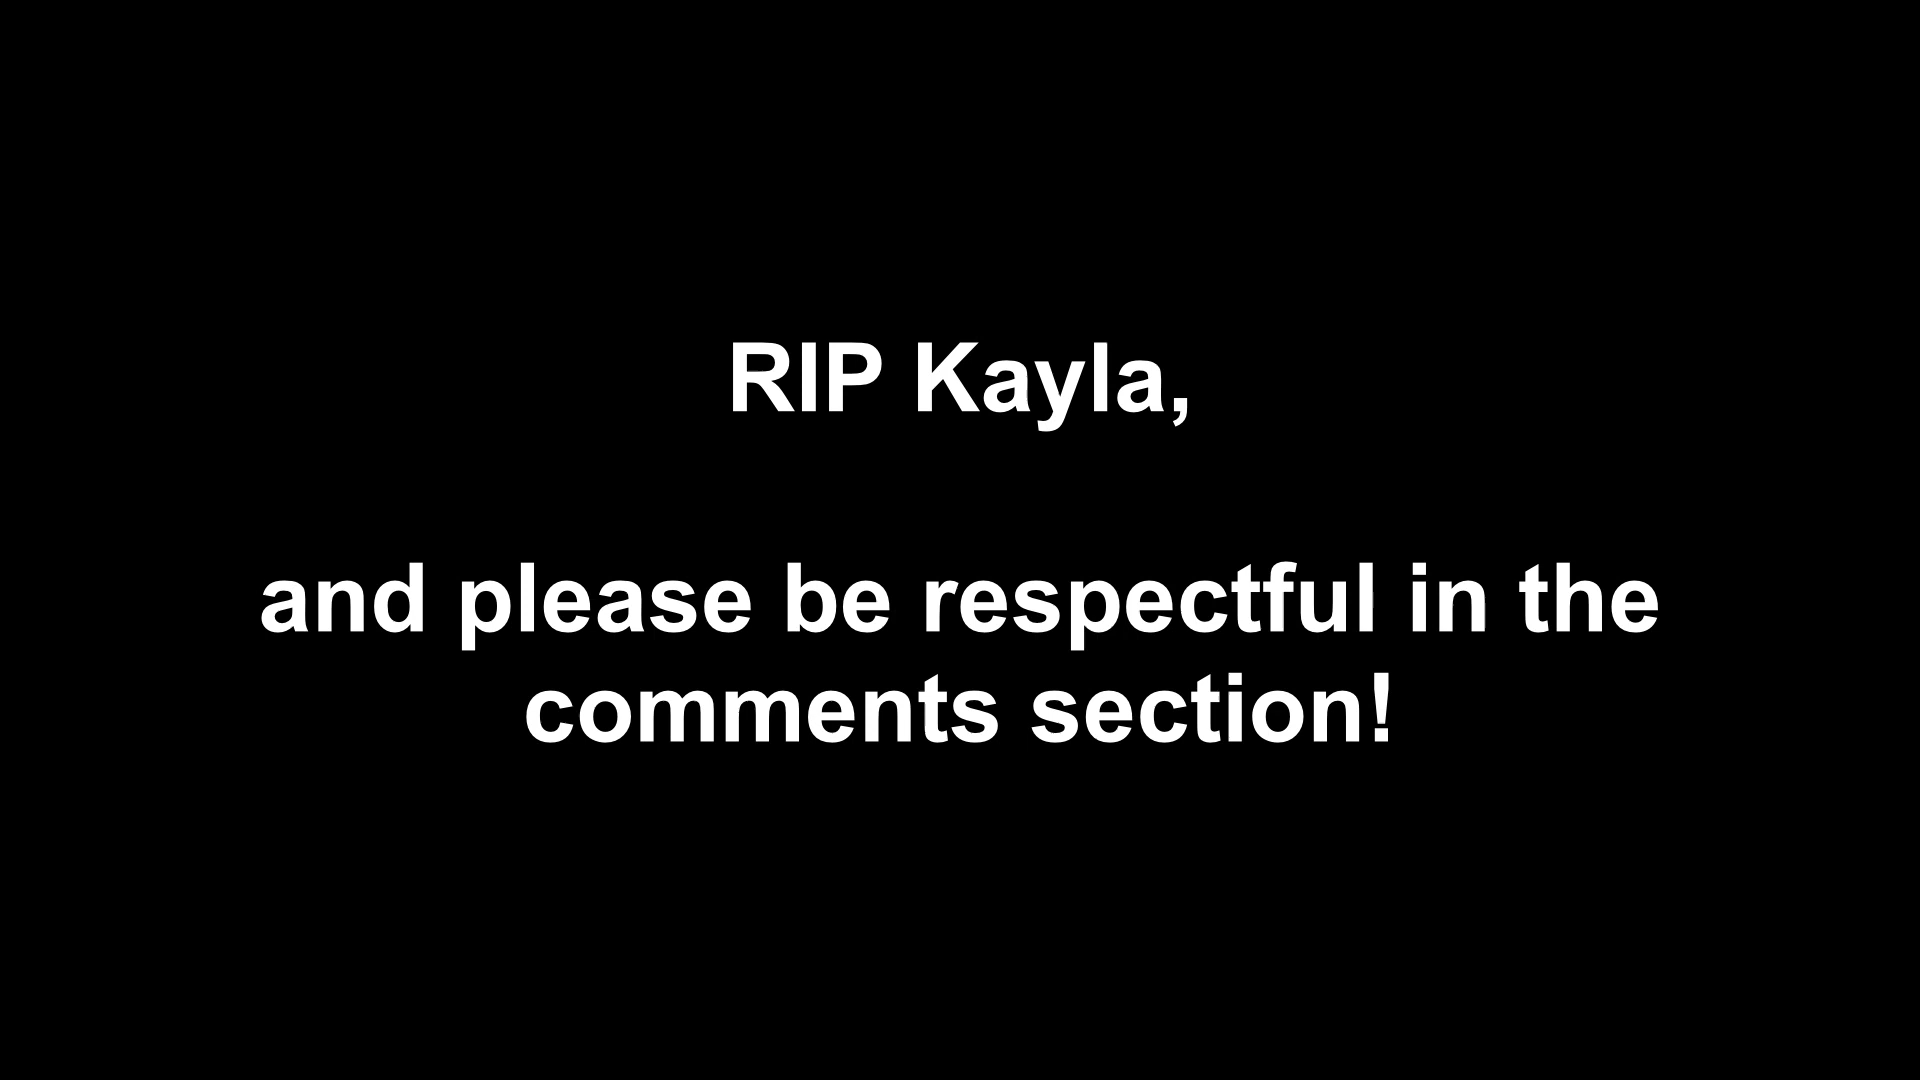 RIP Kayla,
and please be respectful in the
comments section!